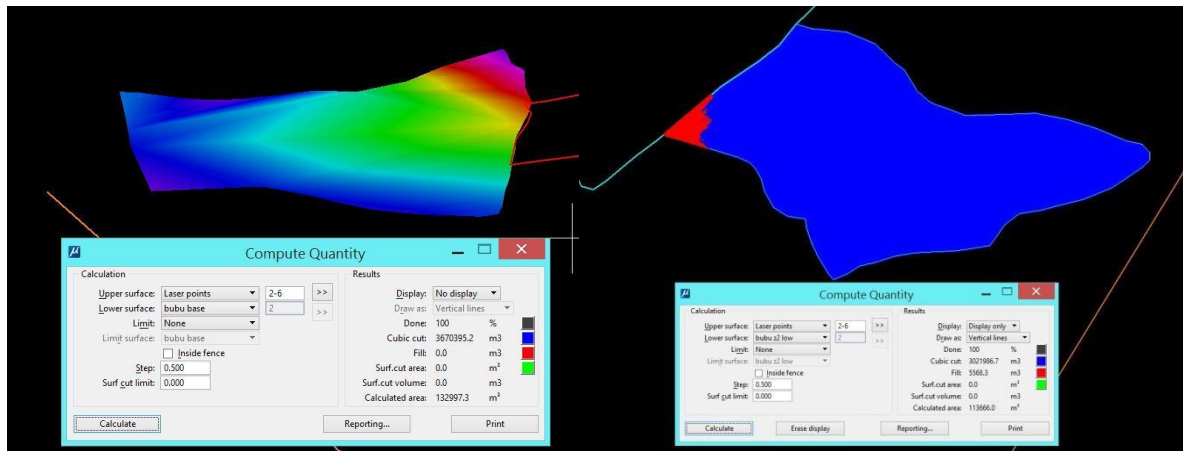 Compute Quantity
Calculation
Upper surface: Laser points 2-6 >>
Lower surface: bubu base 2 >>
Limit: None
Limit surface: bubu base
Inside fence
Step: 0.500
Surf cut limit: 0.000
Results
Display: No display
Draw as: Vertical lines
Done: 100 %
Cubic cut: 3670395.2 m3
Fill: 0.0 m3
Surf.cut area: 0.0 m²
Surf.cut volume: 0.0 m3
Calculated area: 132997.3 m²
Calculate Reporting... Print
Compute Quantity
Calculation
Upper surface: Laser points 2-6 >>
Lower surface: bubu z2 low 2 >>
Limit: None
Limit surface: bubu z2 low
Inside fence
Step: 0.500
Surf cut limit: 0.000
Results
Display: Display only
Draw as: Vertical lines
Done: 100 %
Cubic cut: 3021986.7 m3
Fill: 5568.3 m3
Surf.cut area: 0.0 m²
Surf.cut volume: 0.0 m3
Calculated area: 113666.0 m²
Calculate Erase display Reporting... Print